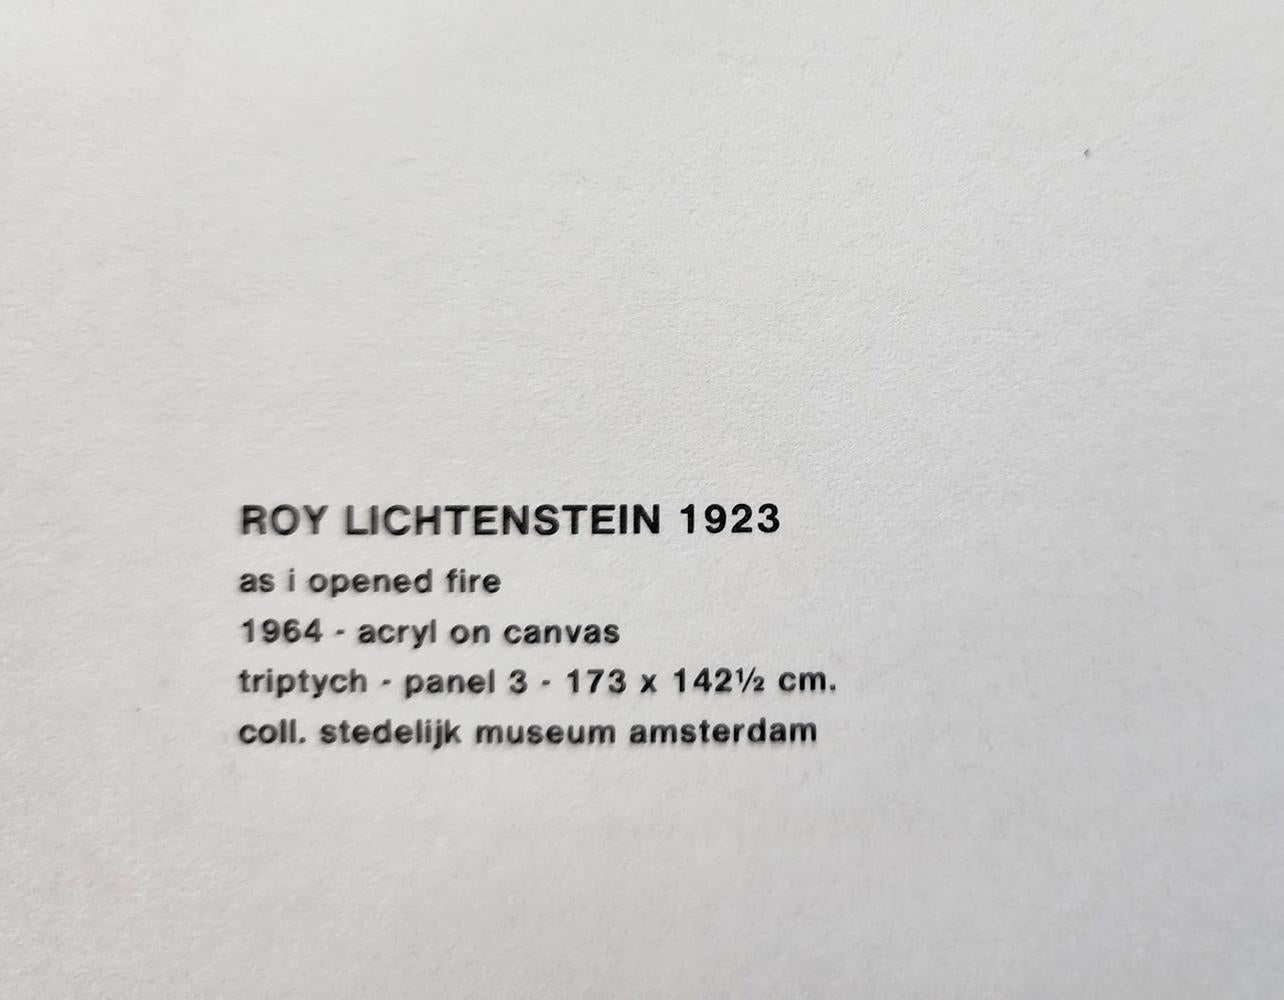 ROY LICHTENSTEIN 1923
as i opened fire
1964 - acryl on canvas
triptych - panel 3 - 173 x 142½ cm.
coll. stedelijk museum amsterdam